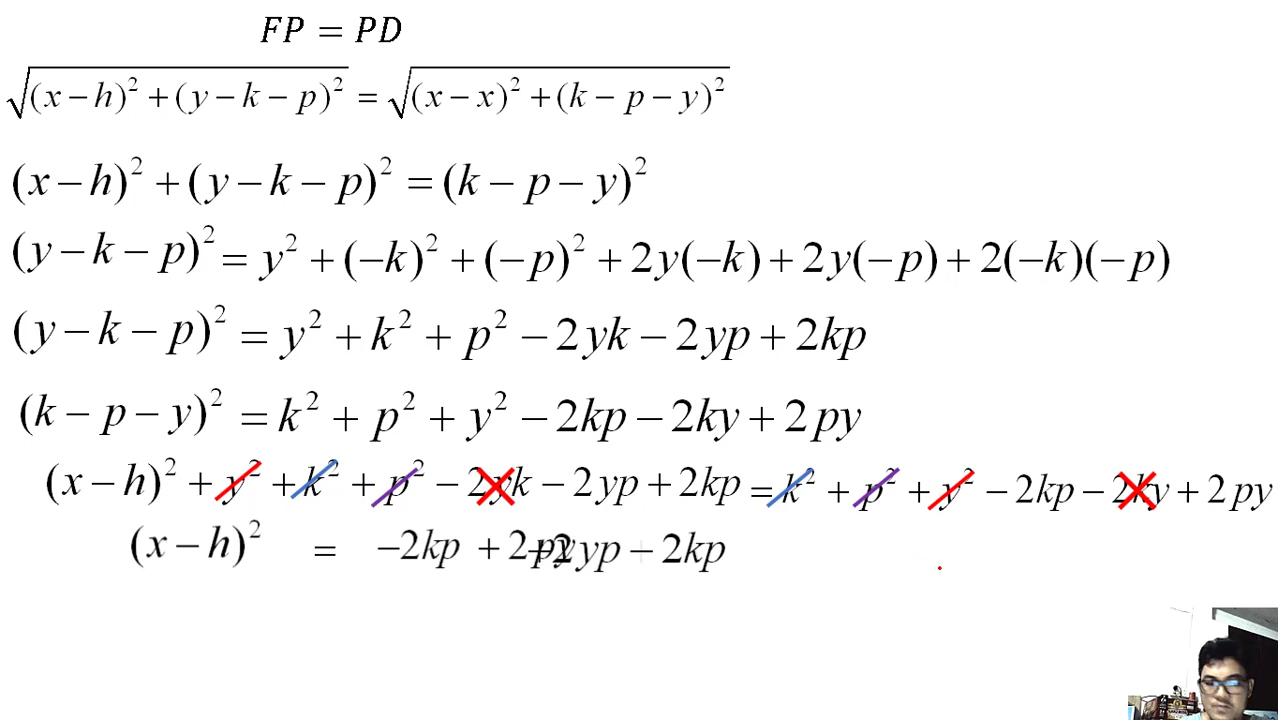 FP = PD
√((x−h)² + (y−k−p)²) = √((x−x)² + (k−p−y)²)
(x−h)² + (y−k−p)² = (k−p−y)²
(y−k−p)² = y² + (−k)² + (−p)² + 2y(−k) + 2y(−p) + 2(−k)(−p)
(y−k−p)² = y² + k² + p² − 2yk − 2yp + 2kp
(k−p−y)² = k² + p² + y² − 2kp − 2ky + 2py
(x−h)² + y² + k² + p² − 2yk − 2yp + 2kp = k² + p² + y² − 2kp − 2ky + 2py
(x−h)² = −2kp + 2py +2yp − 2kp